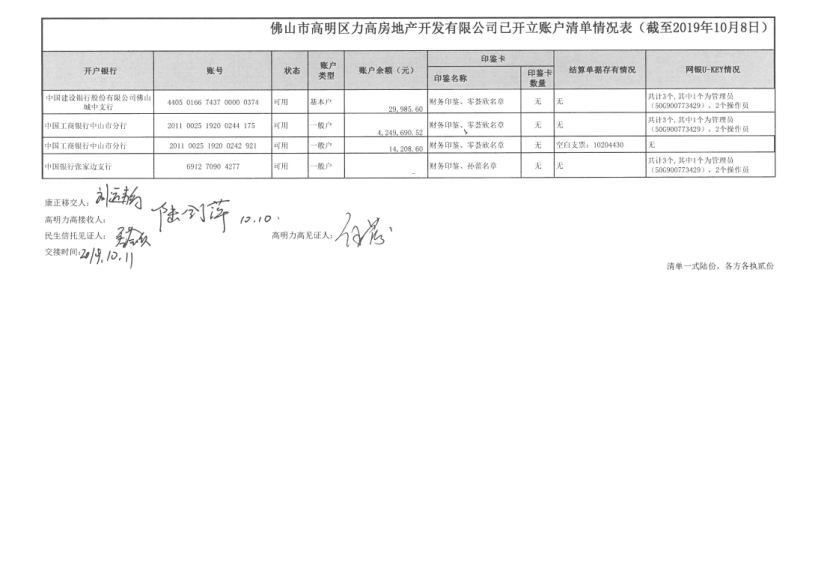 佛山市高明区力高房地产开发有限公司已开立账户清单情况表（截至2019年10月8日）
开户银行 账号 状态 账户类型 账户余额（元） 印鉴卡 结算单据存有情况 网银U-KEY情况
印鉴名称 印鉴卡数量
中国建设银行股份有限公司佛山城中支行 4405 0166 7437 0000 0374 可用 基本户 29,985.60 财务印鉴、零荟欣名章 无 无 共计3个,其中1个为管理员（50G900773429），2个操作员
中国工商银行中山市分行 2011 0025 1920 0244 175 可用 一般户 4,249,690.52 财务印鉴、零荟欣名章 无 无 共计3个,其中1个为管理员（50G900773429），2个操作员
中国工商银行中山市分行 2011 0025 1920 0242 921 可用 一般户 14,208.60 财务印鉴、零荟欣名章 无 空白支票：10204430 无
中国银行张家边支行 6912 7090 4277 可用 一般户 - 财务印鉴、孙蕾名章 无 无 共计3个,其中1个为管理员（50G900773429），2个操作员
康正移交人：
高明力高接收人： 10.10.
民生信托见证人： 高明力高见证人：
交接时间：2019.10.11
清单一式陆份，各方各执贰份